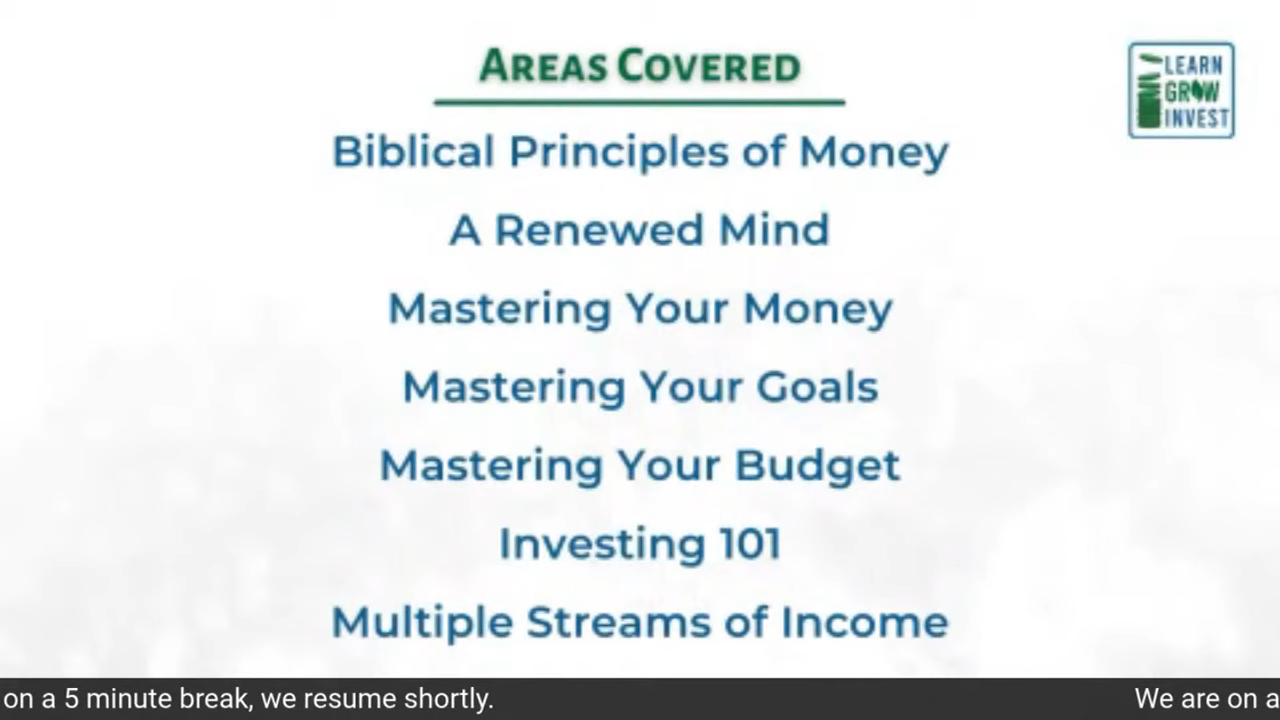 AREAS COVERED
LEARN
GROW
INVEST
Biblical Principles of Money
A Renewed Mind
Mastering Your Money
Mastering Your Goals
Mastering Your Budget
Investing 101
Multiple Streams of Income
on a 5 minute break, we resume shortly. We are on a